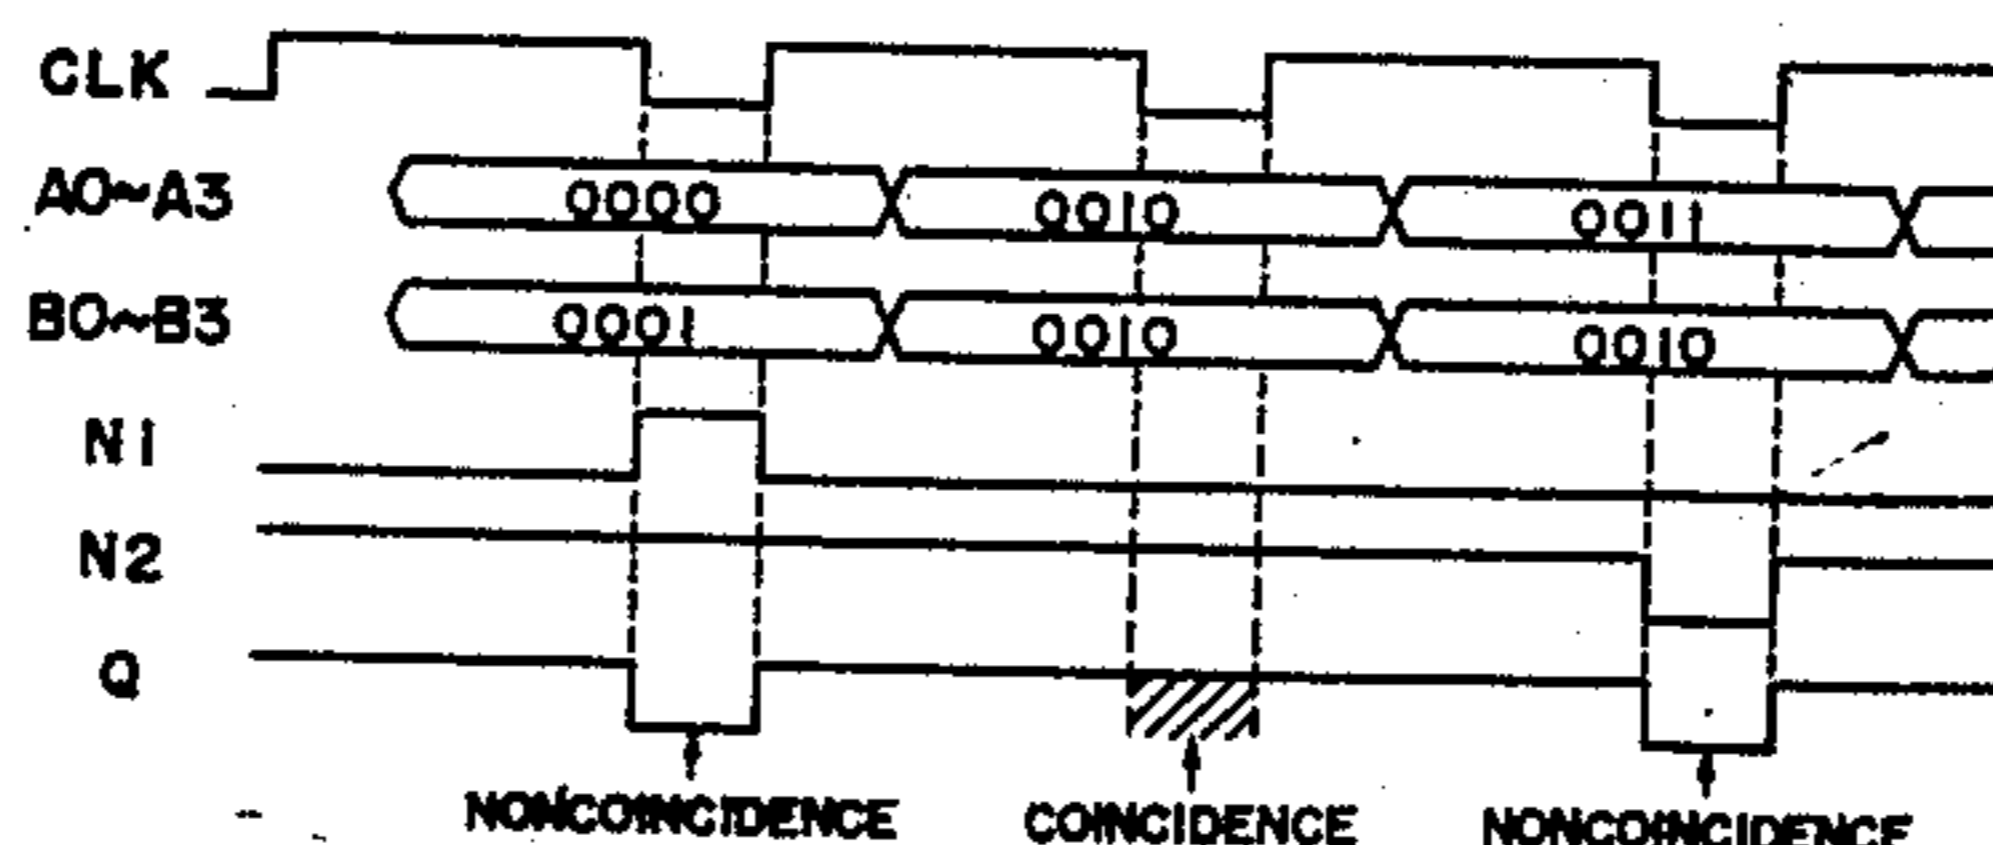 CLK
A0~A3 0000 0010 0011
B0~B3 0001 0010 0010
N1
N2
Q
NONCOINCIDENCE COINCIDENCE NONCOINCIDENCE